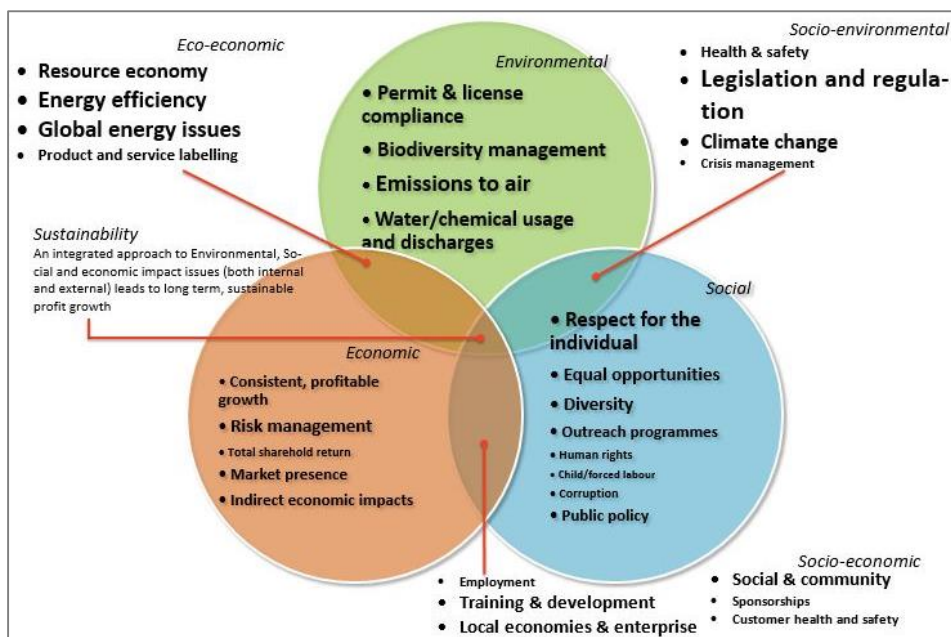 Eco-economic
• Resource economy
• Energy efficiency
• Global energy issues
• Product and service labelling
Environmental
• Permit & license
compliance
• Biodiversity management
• Emissions to air
• Water/chemical usage
and discharges
Socio-environmental
• Health & safety
• Legislation and regula-
tion
• Climate change
• Crisis management
Sustainability
An integrated approach to Environmental, So-
cial and economic impact issues (both internal
and external) leads to long term, sustainable
profit growth
Economic
• Consistent, profitable
growth
• Risk management
• Total sharehold return
• Market presence
• Indirect economic impacts
Social
• Respect for the
individual
• Equal opportunities
• Diversity
• Outreach programmes
• Human rights
• Child/forced labour
• Corruption
• Public policy
Socio-economic
• Employment
• Training & development
• Local economies & enterprise
• Social & community
• Sponsorships
• Customer health and safety